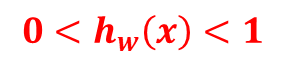 0 < h_w(x) < 1